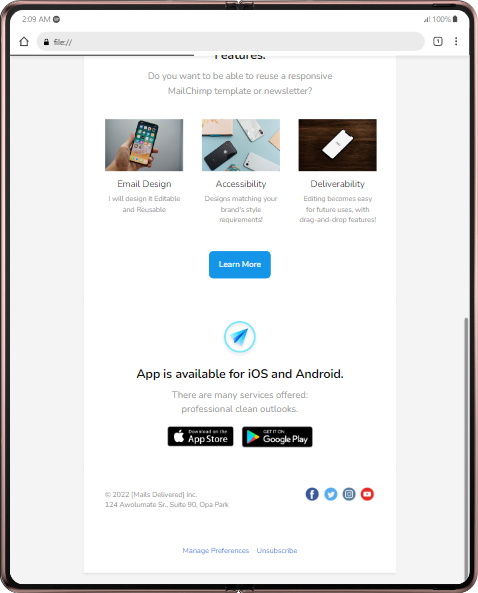 2:09 AM
100%
file://
1
Features.
Do you want to be able to reuse a responsive
MailChimp template or newsletter?
Email Design
I will design it Editable
and Reusable
Accessibility
Designs matching your
brand's style
requirements!
Deliverability
Editing becomes easy
for future uses, with
drag-and-drop features!
Learn More
App is available for iOS and Android.
There are many services offered:
professional clean outlooks.
Download on the
App Store
GET IT ON
Google Play
© 2022 [Mails Delivered] Inc.
124 Awolumate Sr., Suite 90, Opa Park
Manage Preferences Unsubscribe